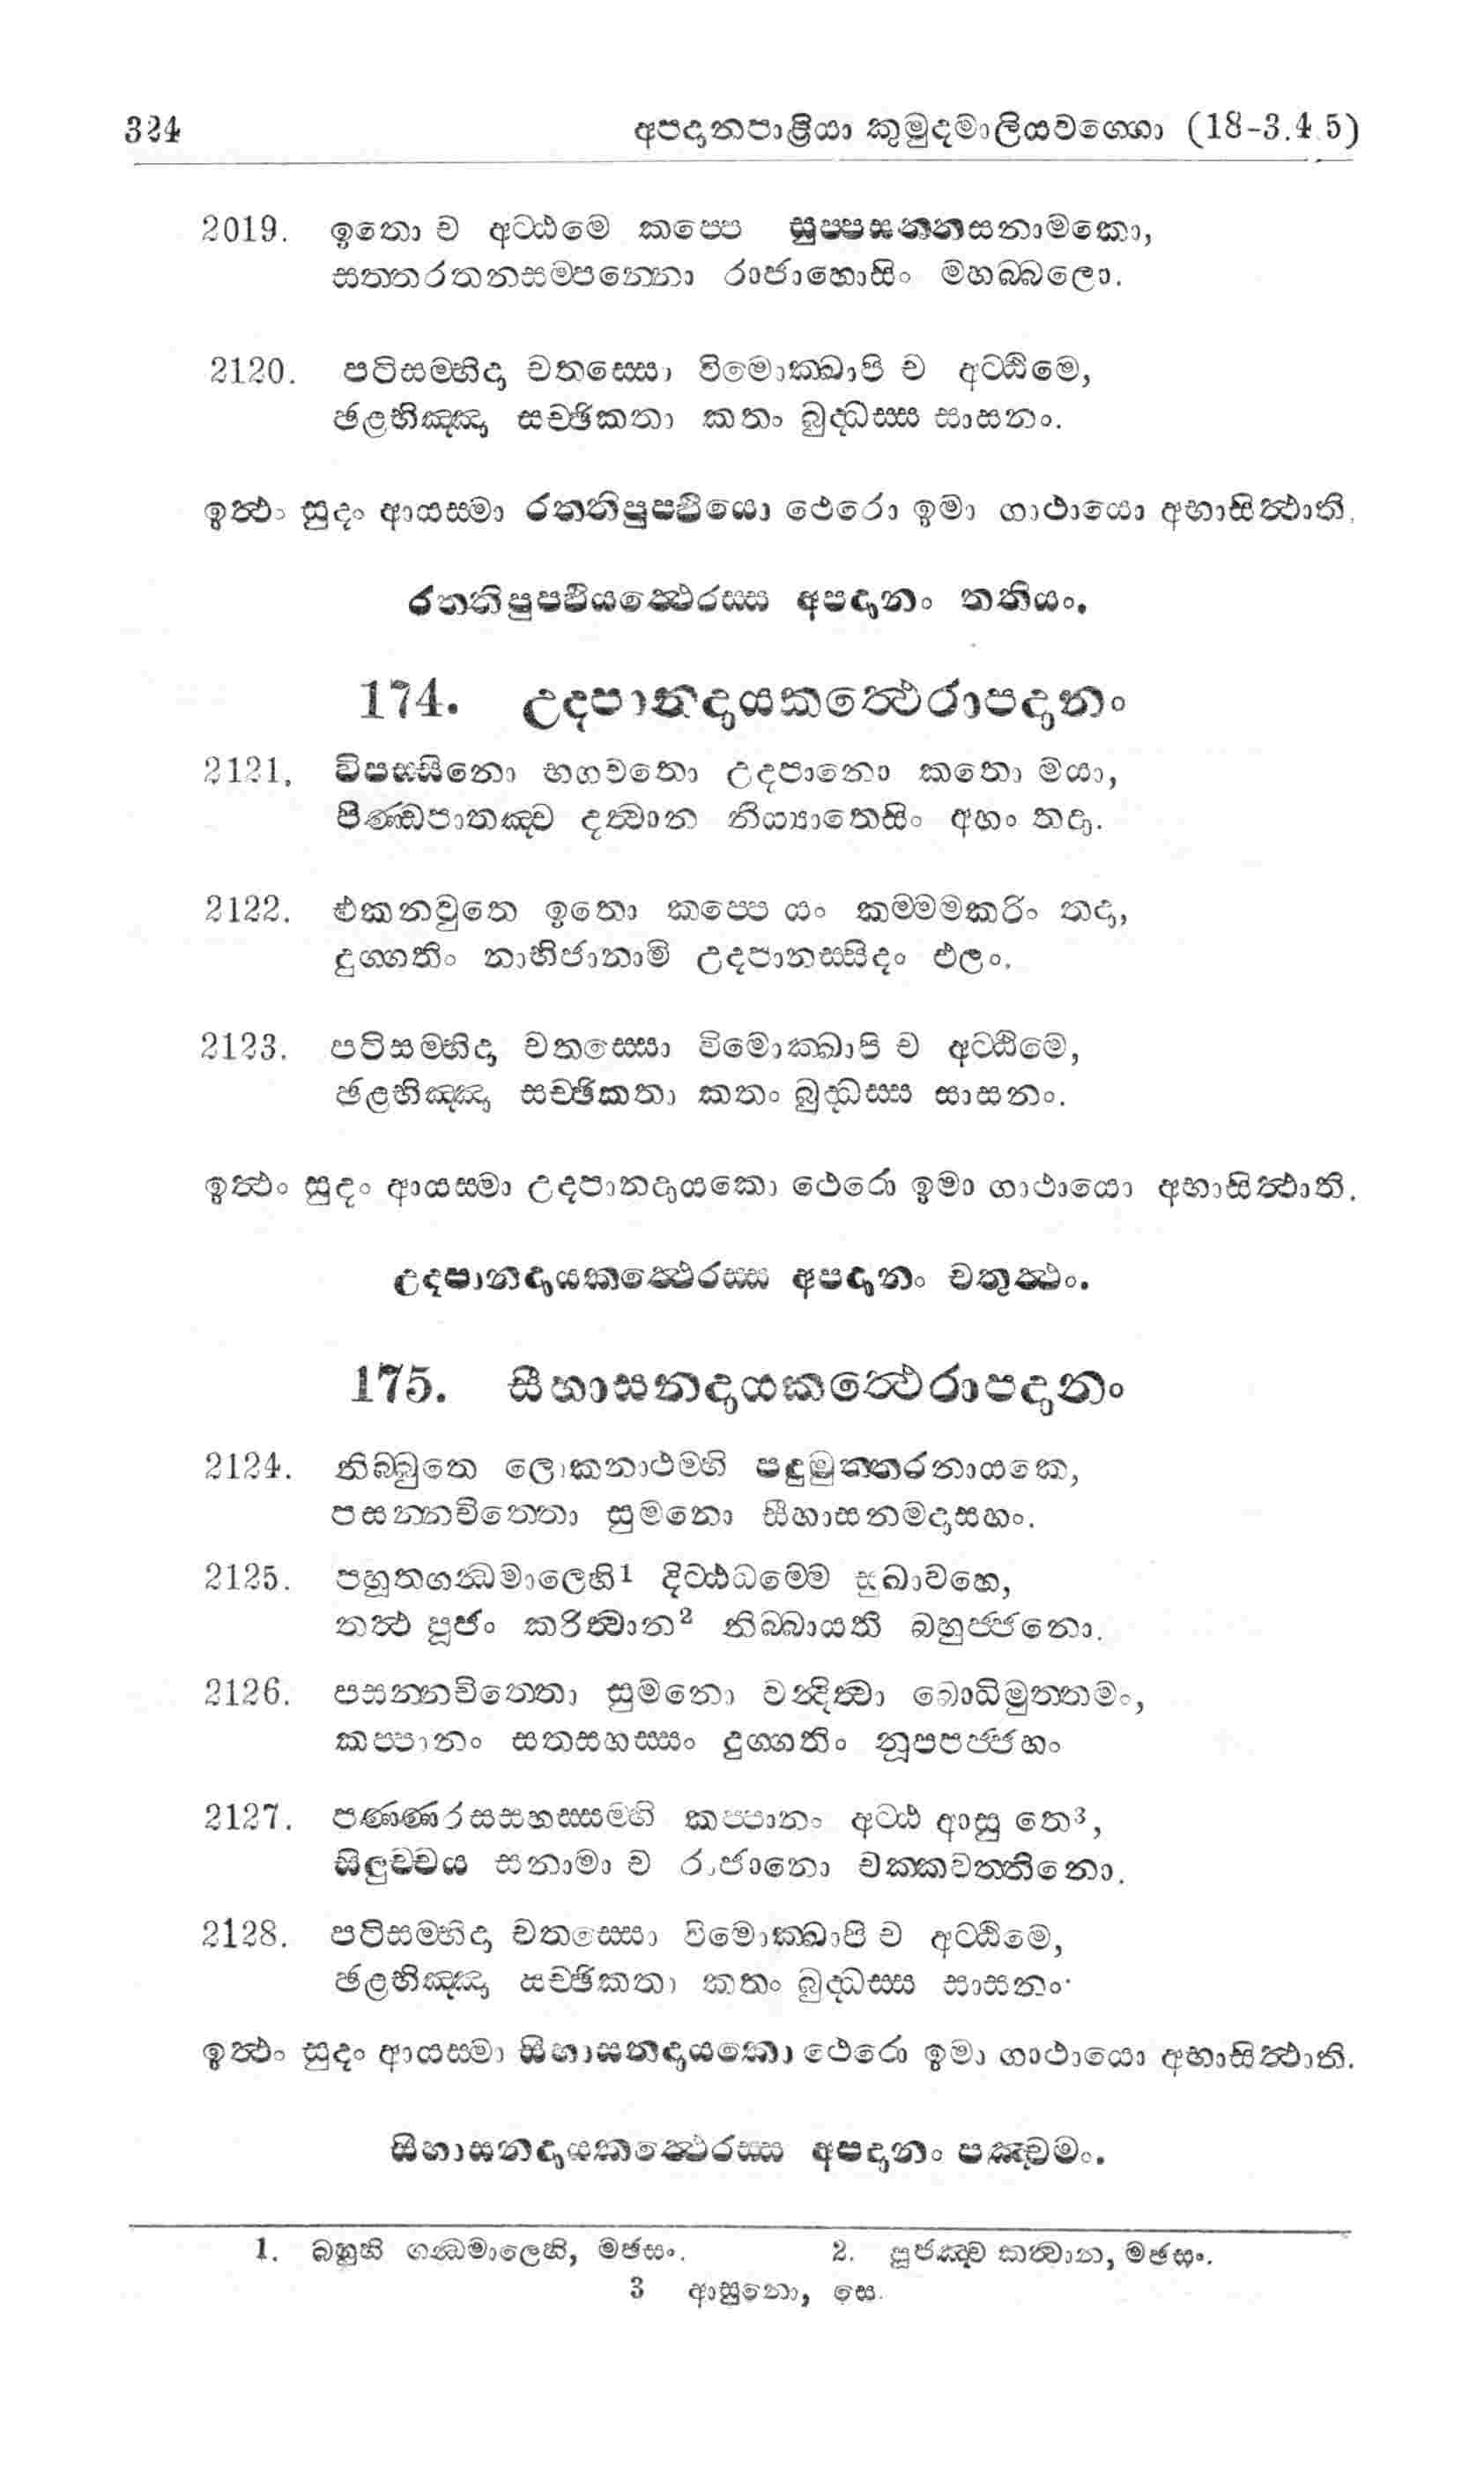 324 අපදානපාළියා කුමුදමාලියවග්ගො (18-3.4.5)
2019. ඉතො ච අට්ඨමෙ කප්පෙ සුප්පසන්නසනාමකො,
සත්තරතනසම්පන්නො රාජාහොසිං මහබ්බලො.
2120. පටිසම්භිදා චතස්සො විමොක්ඛාපි ච අට්ඨිමෙ,
ඡළභිඤ්ඤා සච්ඡිකතා කතං බුද්ධස්ස සාසනං.
ඉත්ථං සුදං ආයස්මා රත්තිපුප්ඵියො ථෙරො ඉමා ගාථායො අභාසිත්ථාති.
රත්තිපුප්ඵියත්ථෙරස්ස අපදානං තතියං.
174. උදපානදායකත්ථෙරාපදානං
2121. විපස්සිනො භගවතො උදපානො කතො මයා,
පිණ්ඩපාතඤ්ච දත්වාන නීය්‍යාතෙසිං අහං තදා.
2122. එකනවුතෙ ඉතො කප්පෙ යං කම්මමකරිං තදා,
දුග්ගතිං නාභිජානාමි උදපානස්සිදං ඵලං.
2123. පටිසම්භිදා චතස්සො විමොක්ඛාපි ච අට්ඨිමෙ,
ඡළභිඤ්ඤා සච්ඡිකතා කතං බුද්ධස්ස සාසනං.
ඉත්ථං සුදං ආයස්මා උදපානදායකො ථෙරො ඉමා ගාථායො අභාසිත්ථාති.
උදපානදායකත්ථෙරස්ස අපදානං චතුත්ථං.
175. සීහාසනදායකත්ථෙරාපදානං
2124. නිබ්බුතෙ ලොකනාථම්හි පදුමුත්තරනායකෙ,
පසන්නචිත්තො සුමනො සීහාසනමදාසහං.
2125. පහූතගන්ධමාලෙහි1 දිට්ඨධම්මෙ සුඛාවහෙ,
තත්ථ පූජං කරිත්වාන2 නිබ්බායති බහුජ්ජනො.
2126. පසන්නචිත්තො සුමනො වන්දිත්වා බොධිමුත්තමං,
කප්පානං සතසහස්සං දුග්ගතිං නූපපජ්ජහං
2127. පණ්ණරසසහස්සම්හි කප්පානං අට්ඨ ආසු තෙ3,
සිලුච්චය සනාමා ච රාජානො චක්කවත්තිනො.
2128. පටිසම්භිදා චතස්සො විමොක්ඛාපි ච අට්ඨිමෙ,
ඡළභිඤ්ඤා සච්ඡිකතා කතං බුද්ධස්ස සාසනං.
ඉත්ථං සුදං ආයස්මා සීහාසනදායකො ථෙරො ඉමා ගාථායො අභාසිත්ථාති.
සීහාසනදායකත්ථෙරස්ස අපදානං පඤ්චමං.
1. බහූහි ගන්ධමාලෙහි, මඡසං. 2. පූජඤ්ච කත්වාන, මඡසං.
3 ආසුතො, සෙ.